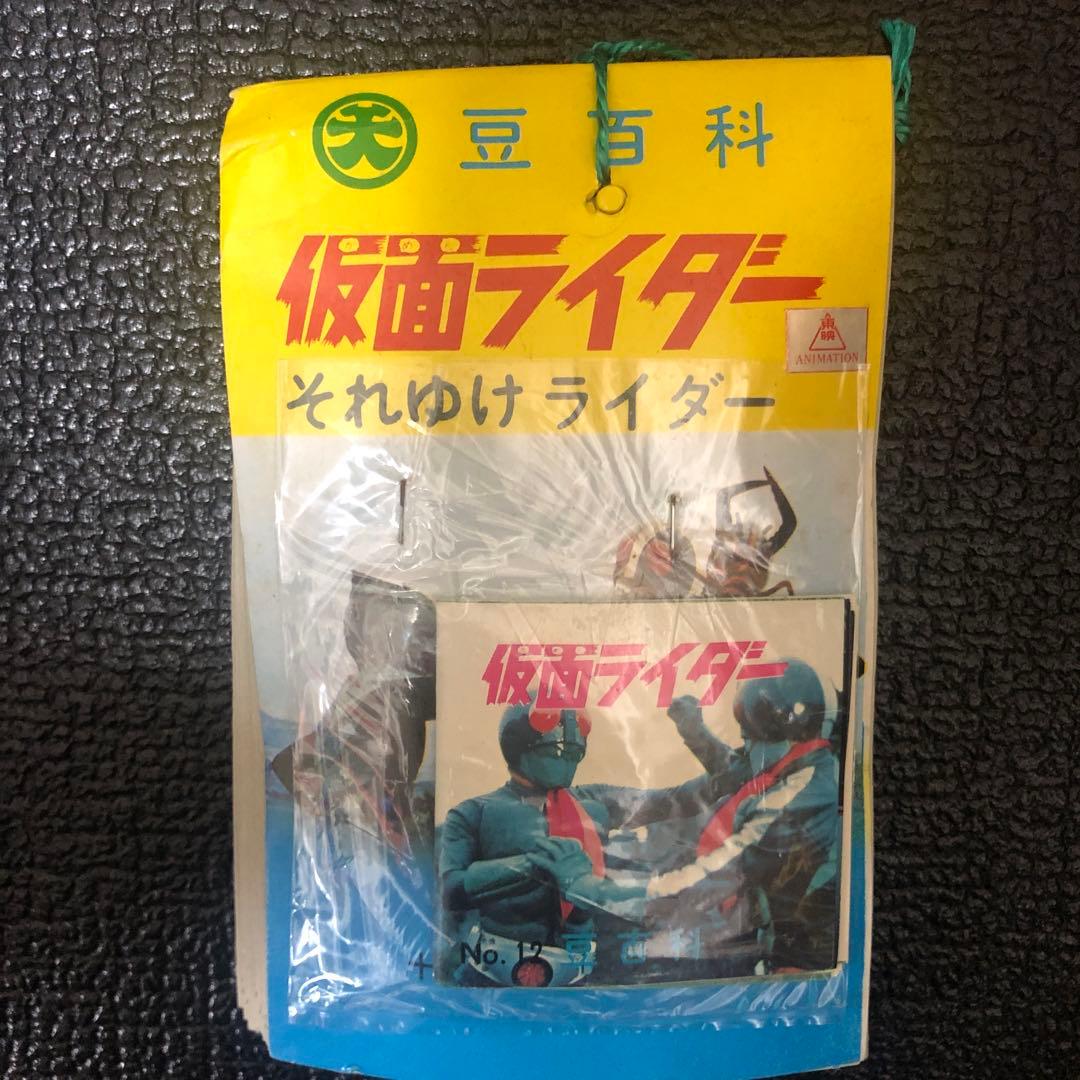 天 豆百科
仮面ライダー
東映
ANIMATION
それゆけ ライダー
仮面ライダー
No. 12 豆百科